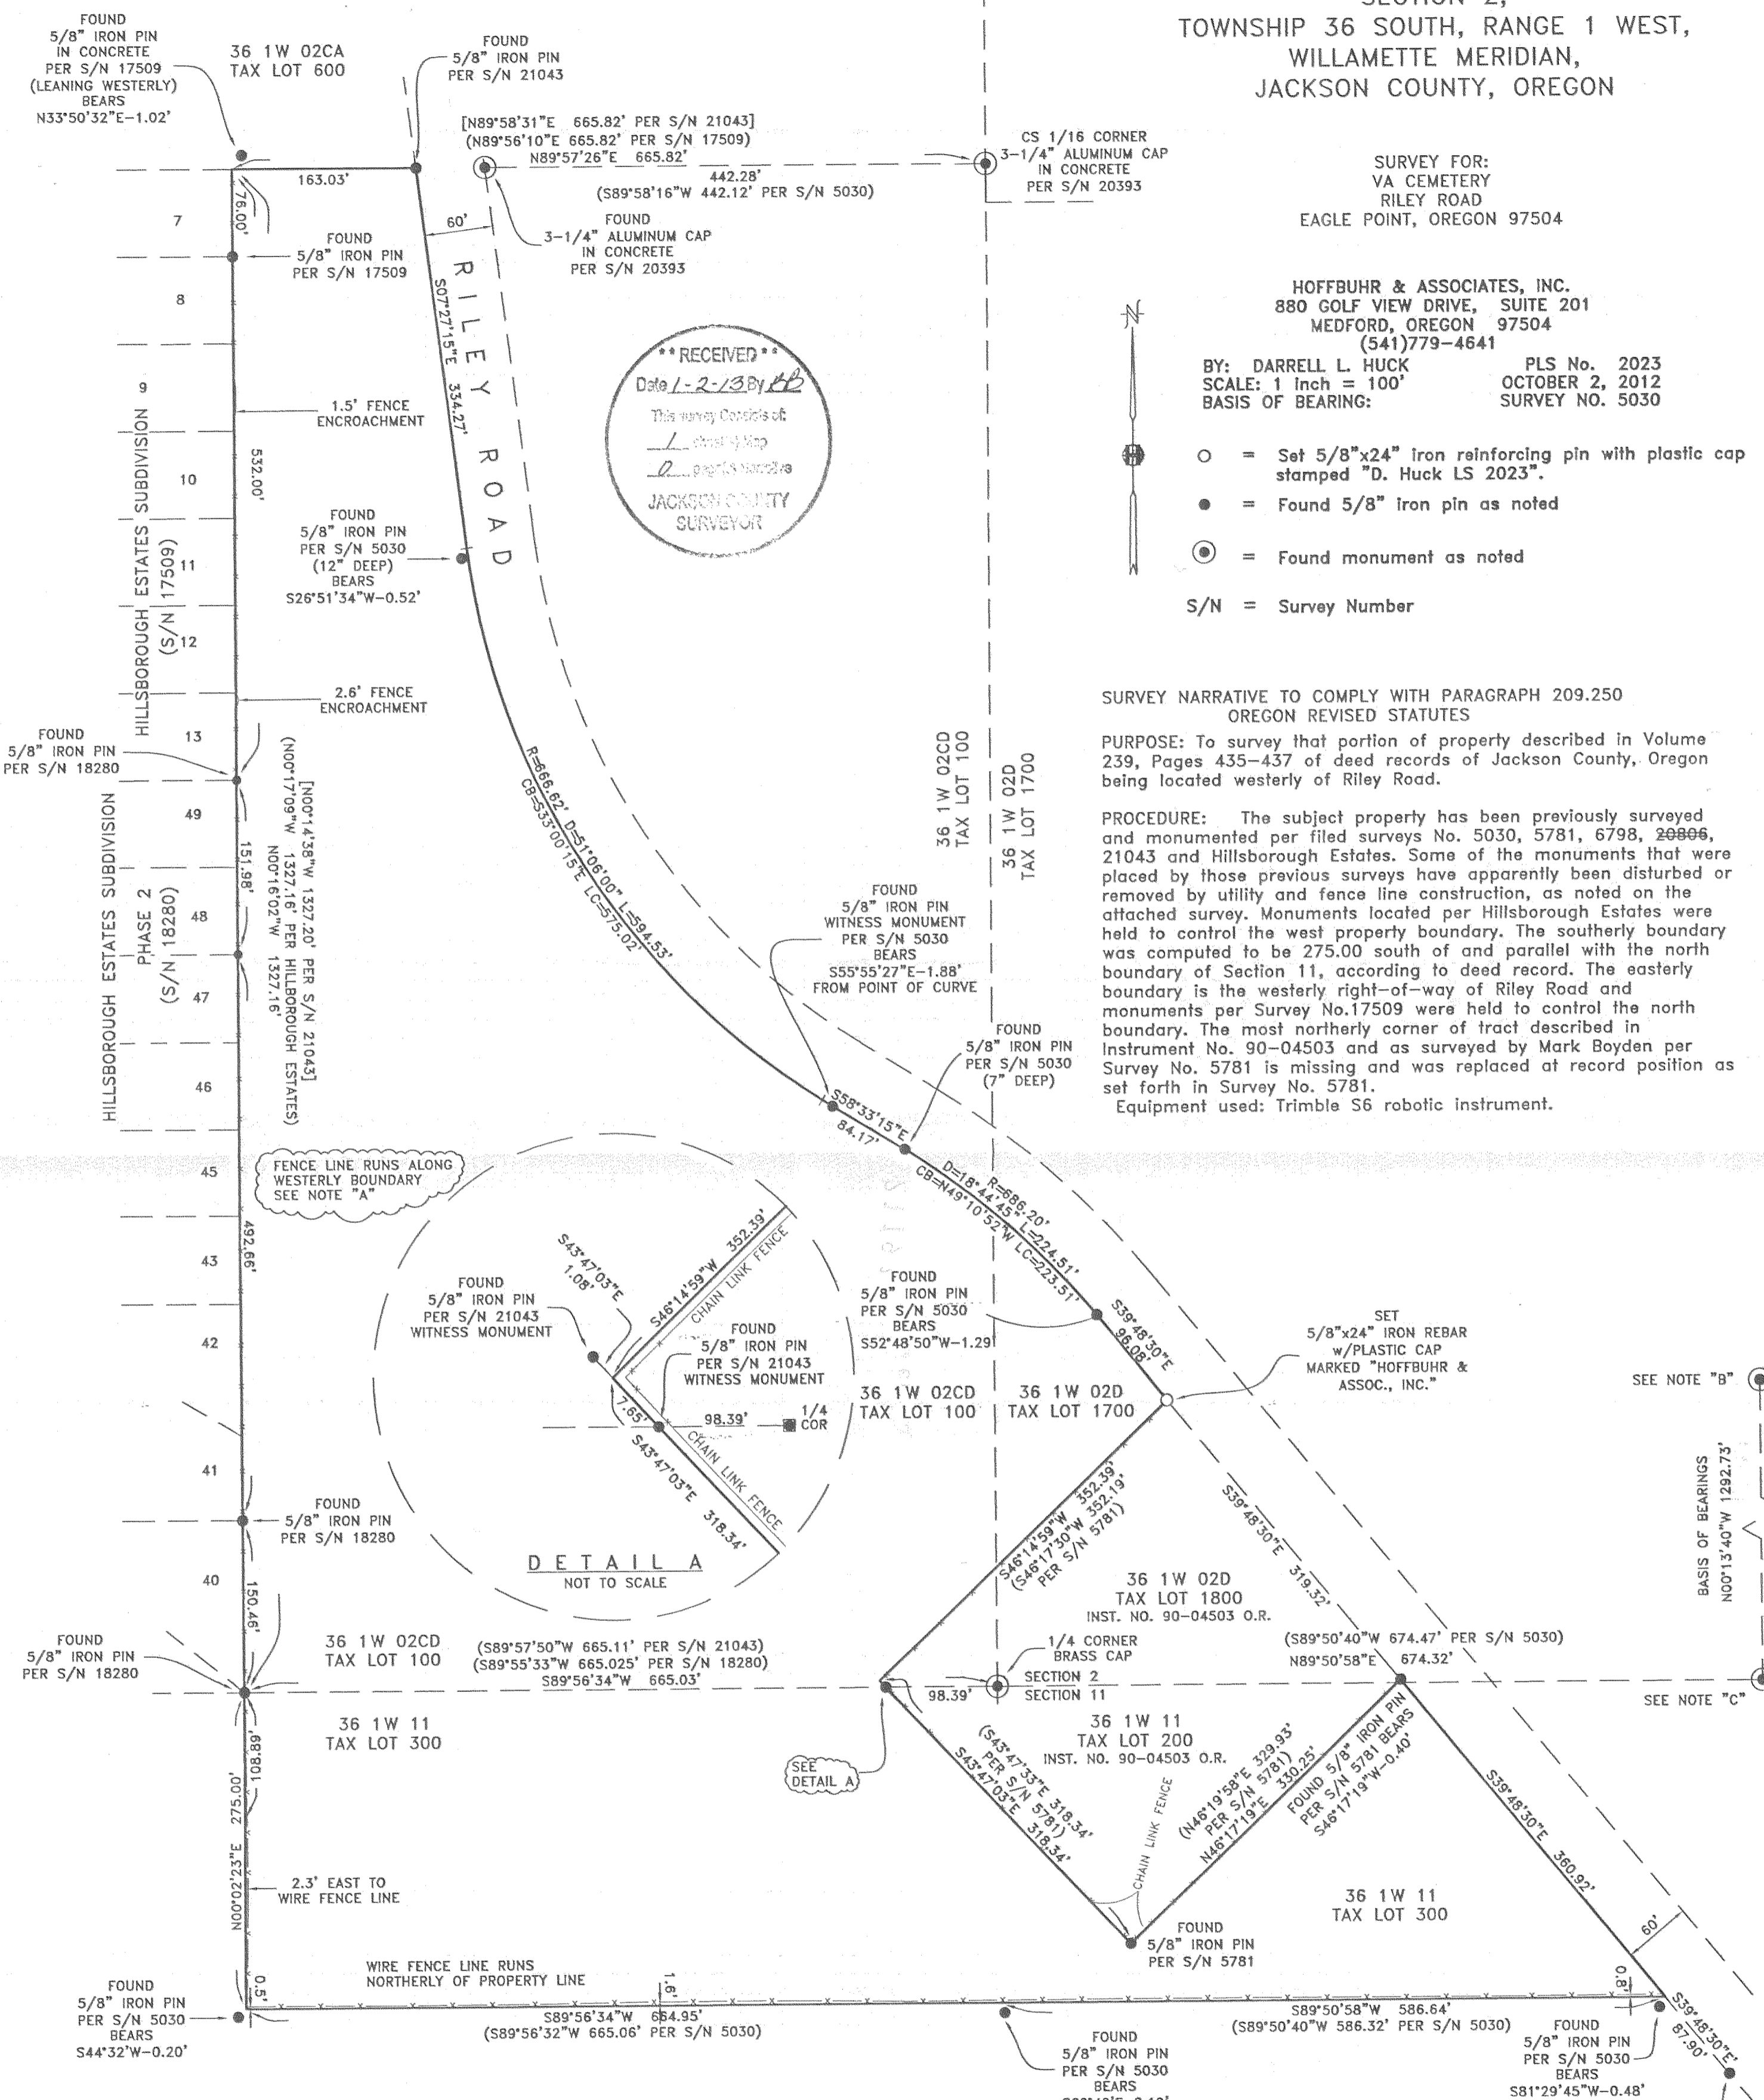 SECTION 2,
TOWNSHIP 36 SOUTH, RANGE 1 WEST,
WILLAMETTE MERIDIAN,
JACKSON COUNTY, OREGON
SURVEY FOR:
VA CEMETERY
RILEY ROAD
EAGLE POINT, OREGON 97504
HOFFBUHR & ASSOCIATES, INC.
880 GOLF VIEW DRIVE, SUITE 201
MEDFORD, OREGON 97504
(541)779-4641
BY: DARRELL L. HUCK PLS No. 2023
SCALE: 1 inch = 100' OCTOBER 2, 2012
BASIS OF BEARING: SURVEY NO. 5030
N
O = Set 5/8"x24" iron reinforcing pin with plastic cap
stamped "D. Huck LS 2023".
● = Found 5/8" iron pin as noted
= Found monument as noted
S/N = Survey Number
SURVEY NARRATIVE TO COMPLY WITH PARAGRAPH 209.250
OREGON REVISED STATUTES
PURPOSE: To survey that portion of property described in Volume
239, Pages 435-437 of deed records of Jackson County, Oregon
being located westerly of Riley Road.
PROCEDURE: The subject property has been previously surveyed
and monumented per filed surveys No. 5030, 5781, 6798, 20806,
21043 and Hillsborough Estates. Some of the monuments that were
placed by those previous surveys have apparently been disturbed or
removed by utility and fence line construction, as noted on the
attached survey. Monuments located per Hillsborough Estates were
held to control the west property boundary. The southerly boundary
was computed to be 275.00 south of and parallel with the north
boundary of Section 11, according to deed record. The easterly
boundary is the westerly right-of-way of Riley Road and
monuments per Survey No.17509 were held to control the north
boundary. The most northerly corner of tract described in
Instrument No. 90-04503 and as surveyed by Mark Boyden per
Survey No. 5781 is missing and was replaced at record position as
set forth in Survey No. 5781.
Equipment used: Trimble S6 robotic instrument.
FOUND
5/8" IRON PIN
IN CONCRETE
PER S/N 17509
(LEANING WESTERLY)
BEARS
N33°50'32"E-1.02'
36 1W 02CA
TAX LOT 600
FOUND
5/8" IRON PIN
PER S/N 21043
[N89°58'31"E 665.82' PER S/N 21043]
(N89°56'10"E 665.82' PER S/N 17509)
N89°57'26"E 665.82'
442.28'
(S89°58'16"W 442.12' PER S/N 5030)
CS 1/16 CORNER
3-1/4" ALUMINUM CAP
IN CONCRETE
PER S/N 20393
163.03'
76.00'
60'
FOUND
3-1/4" ALUMINUM CAP
IN CONCRETE
PER S/N 20393
FOUND
5/8" IRON PIN
PER S/N 17509
7
8
9
10
11
12
13
HILLSBOROUGH ESTATES SUBDIVISION
(S/N 17509)
RILEY ROAD
S07°27'15"E 334.27'
** RECEIVED **
Date 1-2-13 By BB
This survey Consists of:
1 sheet(s) Map
0 page(s) Narrative
JACKSON COUNTY
SURVEYOR
1.5' FENCE
ENCROACHMENT
532.00'
FOUND
5/8" IRON PIN
PER S/N 5030
(12" DEEP)
BEARS
S26°51'34"W-0.52'
2.6' FENCE
ENCROACHMENT
FOUND
5/8" IRON PIN
PER S/N 18280
[N00°14'38"W 1327.20' PER S/N 21043]
(N00°17'09"W 1327.16' PER HILLBOROUGH ESTATES)
N00°16'02"W 1327.16'
151.98'
49
48
47
46
45
43
42
41
40
HILLSBOROUGH ESTATES SUBDIVISION
PHASE 2
(S/N 18280)
R=666.62' D=51°06'00" L=594.53'
CB=S33°00'15"E LC=575.02'
36 1W 02CD
TAX LOT 100
36 1W 02D
TAX LOT 1700
FOUND
5/8" IRON PIN
WITNESS MONUMENT
PER S/N 5030
BEARS
S55°55'27"E-1.88'
FROM POINT OF CURVE
FOUND
5/8" IRON PIN
PER S/N 5030
(7" DEEP)
S58°33'15"E
84.17'
R=686.20'
D=18°44'45" L=224.51'
CB=N49°10'52"W LC=223.51'
FENCE LINE RUNS ALONG
WESTERLY BOUNDARY
SEE NOTE "A"
492.66'
S43°47'03"E
1.08'
S46°14'59"W 352.39'
CHAIN LINK FENCE
FOUND
5/8" IRON PIN
PER S/N 21043
WITNESS MONUMENT
FOUND
5/8" IRON PIN
PER S/N 21043
WITNESS MONUMENT
7.65'
98.39'
1/4
COR
CHAIN LINK FENCE
S43°47'03"E 318.34'
DETAIL A
NOT TO SCALE
FOUND
5/8" IRON PIN
PER S/N 5030
BEARS
S52°48'50"W-1.29'
S39°48'30"E
96.08'
SET
5/8"x24" IRON REBAR
w/PLASTIC CAP
MARKED "HOFFBUHR &
ASSOC., INC."
SEE NOTE "B"
36 1W 02CD
TAX LOT 100
36 1W 02D
TAX LOT 1700
BASIS OF BEARINGS
N00°13'40"W 1292.73'
S46°14'59"W 352.39'
(S46°17'30"W 352.19'
PER S/N 5781)
S39°48'30"E 319.32'
36 1W 02D
TAX LOT 1800
INST. NO. 90-04503 O.R.
FOUND
5/8" IRON PIN
PER S/N 18280
150.46'
FOUND
5/8" IRON PIN
PER S/N 18280
36 1W 02CD
TAX LOT 100
(S89°57'50"W 665.11' PER S/N 21043)
(S89°55'33"W 665.025' PER S/N 18280)
S89°56'34"W 665.03'
1/4 CORNER
BRASS CAP
SECTION 2
SECTION 11
98.39'
(S89°50'40"W 674.47' PER S/N 5030)
N89°50'58"E 674.32'
SEE NOTE "C"
36 1W 11
TAX LOT 300
36 1W 11
TAX LOT 200
INST. NO. 90-04503 O.R.
SEE
DETAIL A
108.89'
N00°02'23"E 275.00'
2.3' EAST TO
WIRE FENCE LINE
(S43°47'33"E 318.34'
PER S/N 5781)
S43°47'03"E 318.34'
CHAIN LINK FENCE
(N46°19'58"E 329.93'
PER S/N 5781)
N46°17'19"E 330.25'
FOUND 5/8" IRON PIN
PER S/N 5781 BEARS
S46°17'19"W-0.40'
S39°48'30"E 360.92'
36 1W 11
TAX LOT 300
60'
FOUND
5/8" IRON PIN
PER S/N 5781
WIRE FENCE LINE RUNS
NORTHERLY OF PROPERTY LINE
FOUND
5/8" IRON PIN
PER S/N 5030
BEARS
S44°32'W-0.20'
0.5'
1.6'
0.8'
S89°56'34"W 664.95'
(S89°56'32"W 665.06' PER S/N 5030)
S89°50'58"W 586.64'
(S89°50'40"W 586.32' PER S/N 5030)
FOUND
5/8" IRON PIN
PER S/N 5030
BEARS
FOUND
5/8" IRON PIN
PER S/N 5030
BEARS
S81°29'45"W-0.48'
S39°48'30"E
87.90'